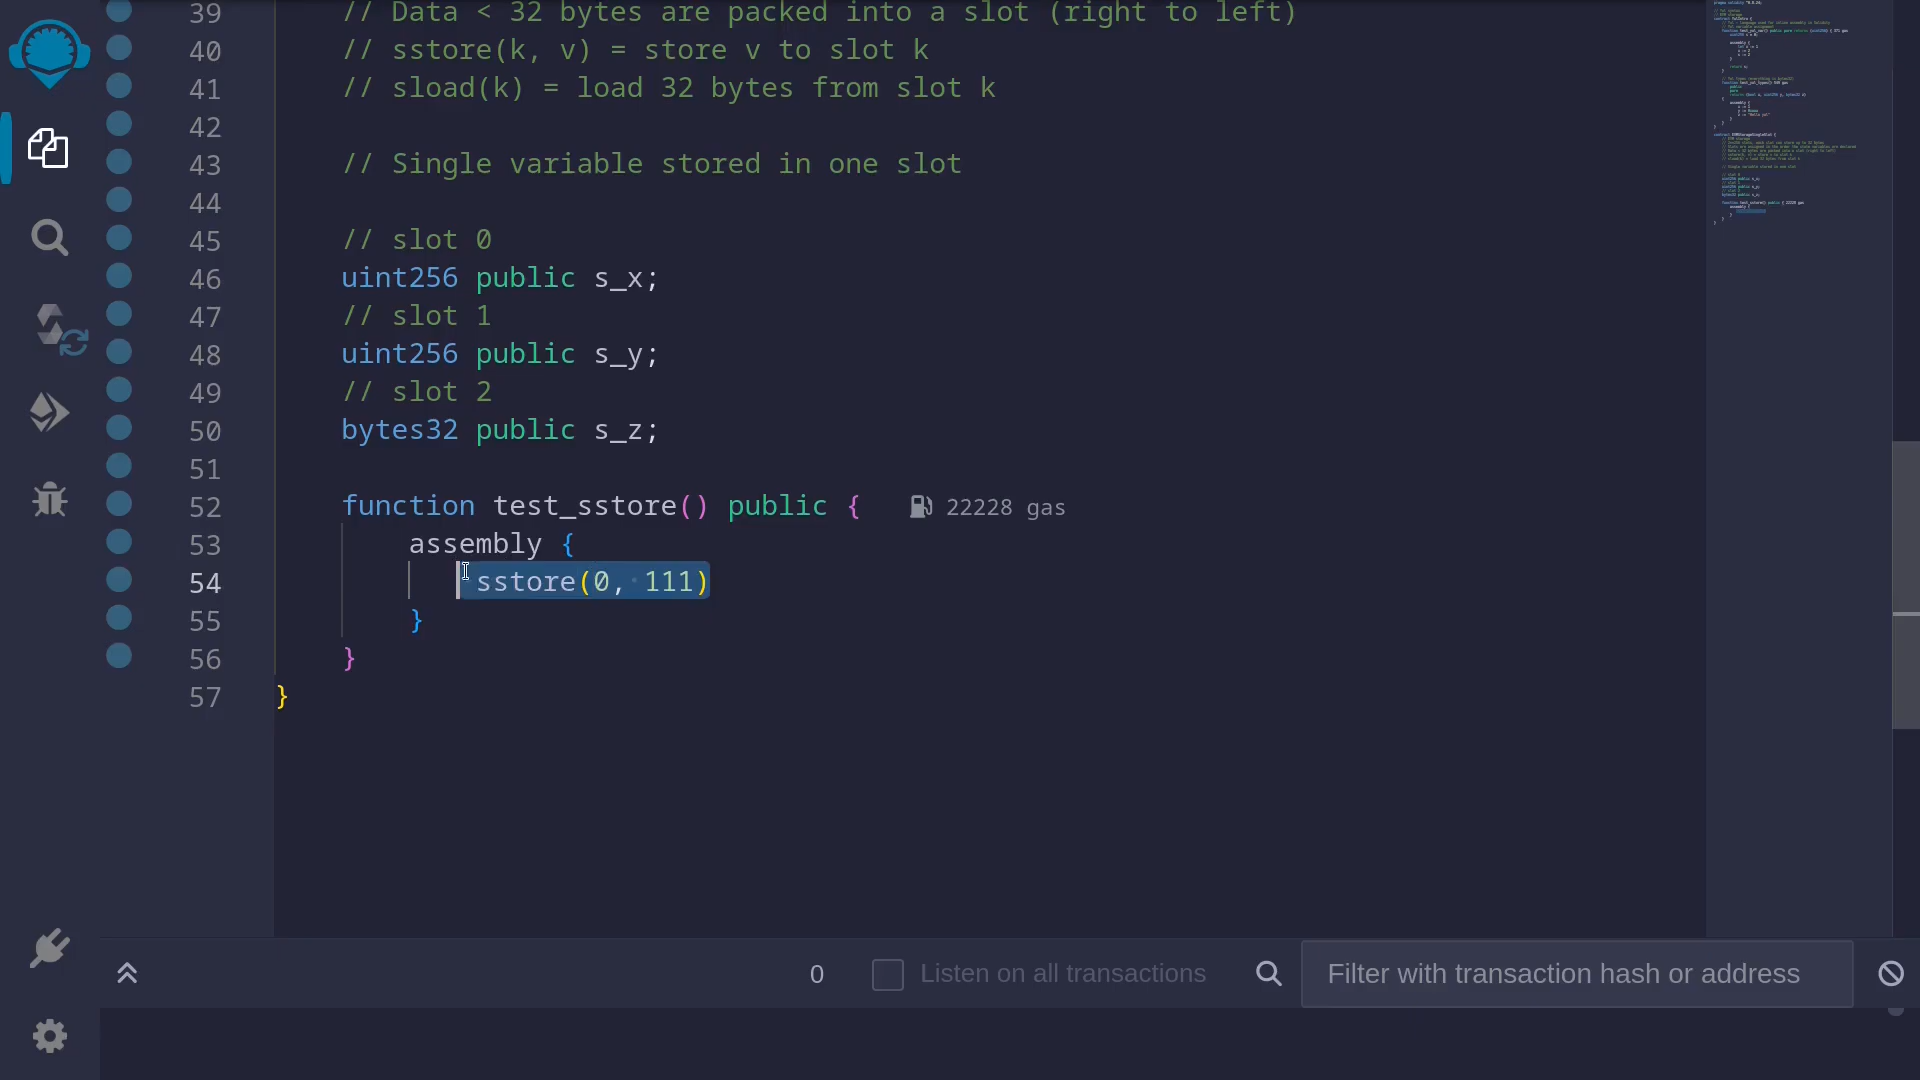 39 // Data < 32 bytes are packed into a slot (right to left)
40 // sstore(k, v) = store v to slot k
41 // sload(k) = load 32 bytes from slot k
42
43 // Single variable stored in one slot
44
45 // slot 0
46 uint256 public s_x;
47 // slot 1
48 uint256 public s_y;
49 // slot 2
50 bytes32 public s_z;
51
52 function test_sstore() public { 22228 gas
53 assembly {
54 sstore(0, 111)
55 }
56 }
57 }
0 Listen on all transactions Filter with transaction hash or address